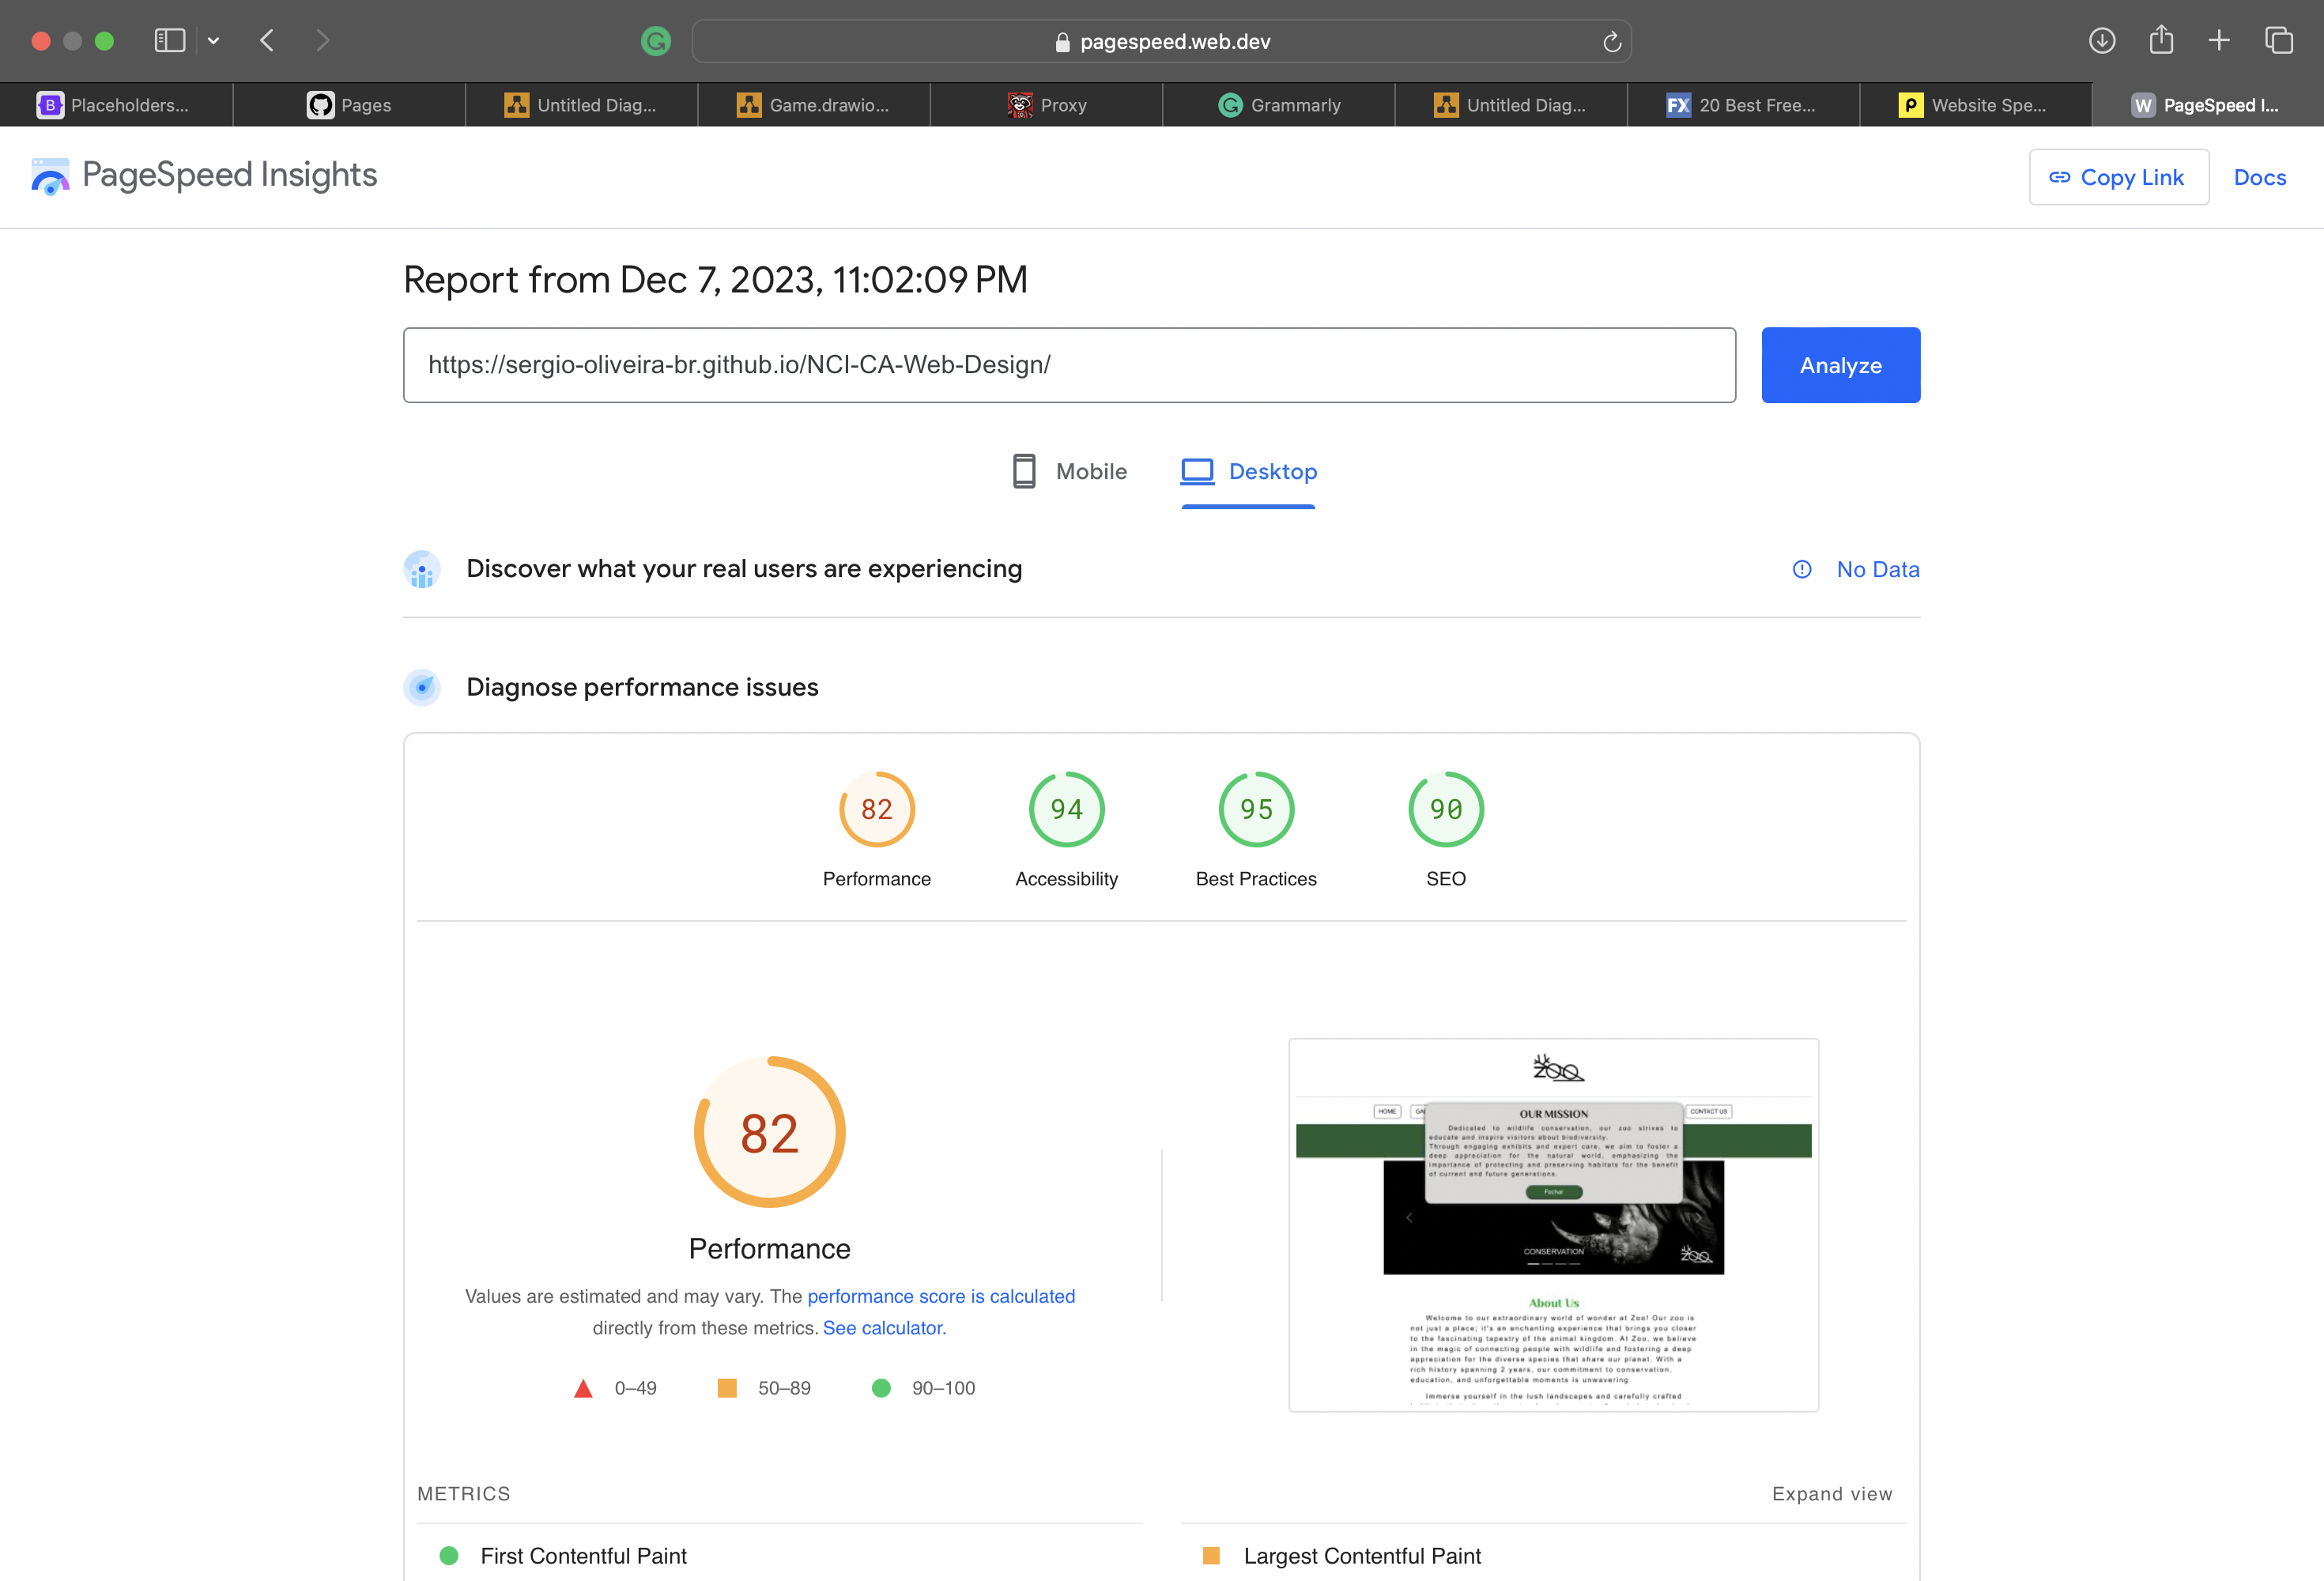 pagespeed.web.dev
Placeholders...
Pages
Untitled Diag...
Game.drawio...
Proxy
Grammarly
Untitled Diag...
FX 20 Best Free...
Website Spe...
W PageSpeed I...
PageSpeed Insights
Copy Link
Docs
Report from Dec 7, 2023, 11:02:09 PM
https://sergio-oliveira-br.github.io/NCI-CA-Web-Design/
Analyze
Mobile
Desktop
Discover what your real users are experiencing
No Data
Diagnose performance issues
82
94
95
90
Performance
Accessibility
Best Practices
SEO
82
Performance
Values are estimated and may vary. The performance score is calculated
directly from these metrics. See calculator.
0–49
50–89
90–100
ZOO
HOME
GA
CONTACT US
OUR MISSION
Dedicated to wildlife conservation, our zoo strives to
educate and inspire visitors about biodiversity.
Through engaging exhibits and expert care, we aim to foster a
deep appreciation for the natural world, emphasizing the
importance of protecting and preserving habitats for the benefit
of current and future generations.
Fechar
CONSERVATION
ZOO
About Us
Welcome to our extraordinary world of wonder at Zoo! Our zoo is
not just a place; it's an enchanting experience that brings you closer
to the fascinating tapestry of the animal kingdom. At Zoo, we believe
in the magic of connecting people with wildlife and fostering a deep
appreciation for the diverse species that share our planet. With a
rich history spanning 2 years, our commitment to conservation,
education, and unforgettable moments is unwavering.
Immerse yourself in the lush landscapes and carefully crafted
METRICS
Expand view
First Contentful Paint
Largest Contentful Paint